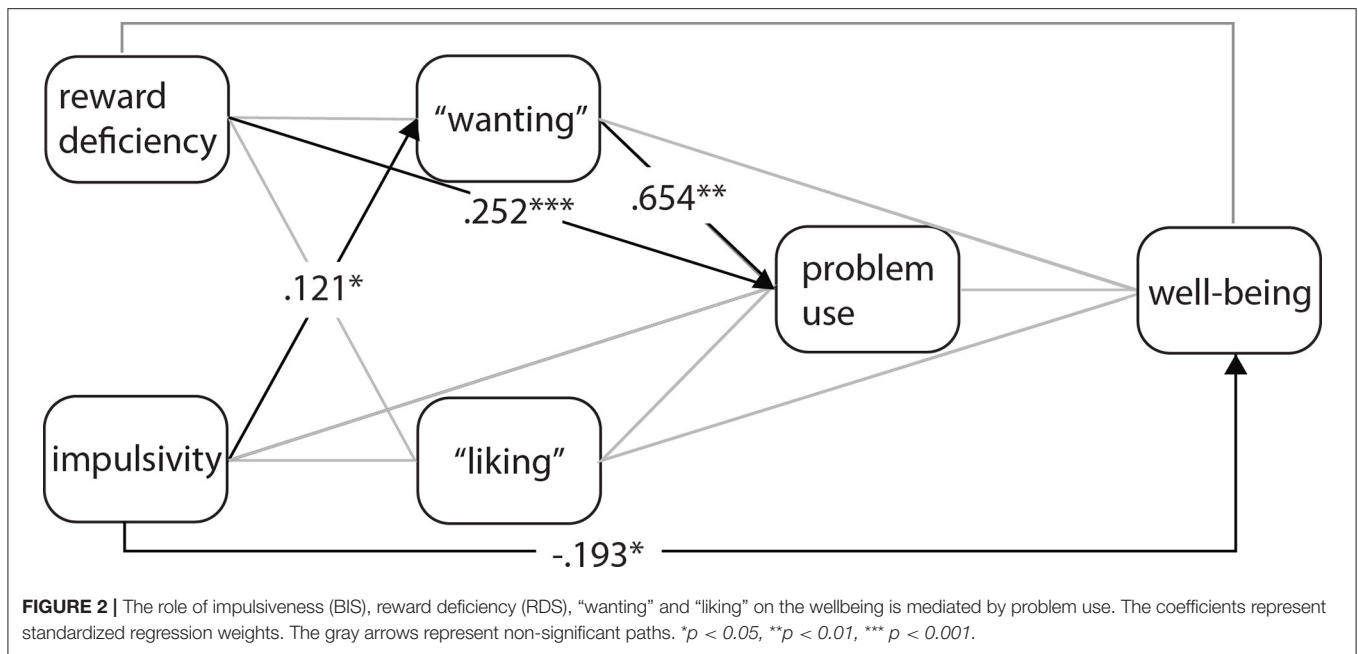 reward
deficiency
“wanting”
.252***
.654**
.121*
problem
use
well-being
impulsivity
“liking”
-.193*
FIGURE 2 | The role of impulsiveness (BIS), reward deficiency (RDS), “wanting” and “liking” on the wellbeing is mediated by problem use. The coefficients represent
standardized regression weights. The gray arrows represent non-significant paths. *p < 0.05, **p < 0.01, *** p < 0.001.